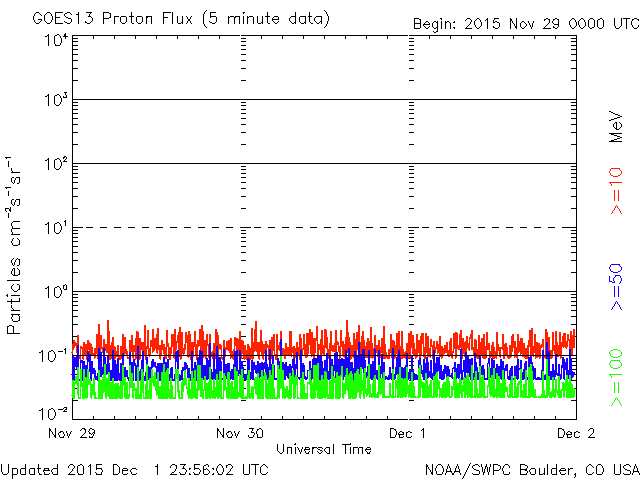 GOES13 Proton Flux (5 minute data)
Begin: 2015 Nov 29 0000 UTC
Particles cm⁻²s⁻¹sr⁻¹
10⁴
10³
10²
10¹
10⁰
10⁻¹
10⁻²
Nov 29
Nov 30
Dec 1
Dec 2
Universal Time
MeV
>=10
>=50
>=100
Updated 2015 Dec 1 23:56:02 UTC
NOAA/SWPC Boulder, CO USA